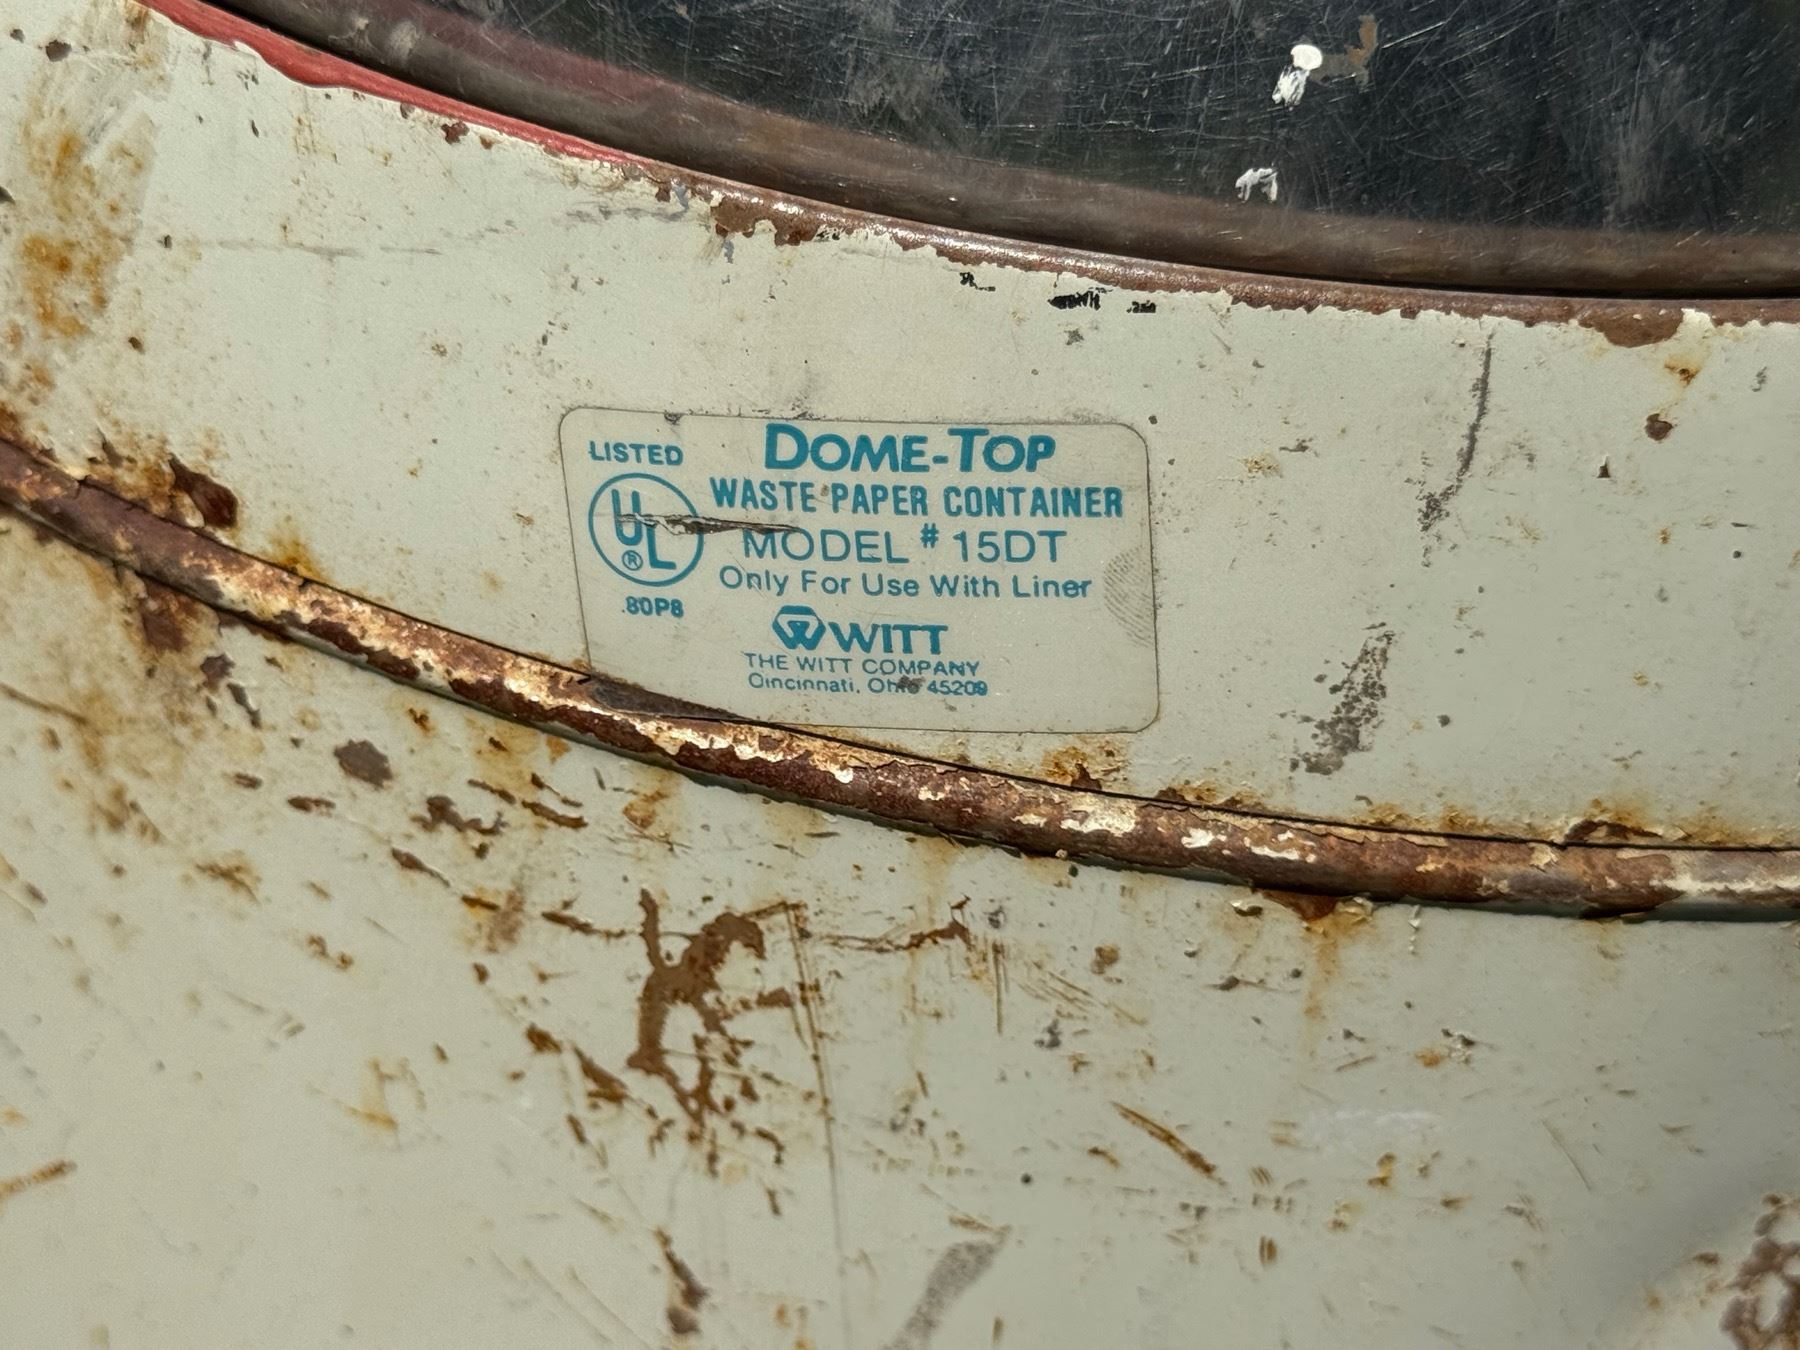 LISTED
UL
®
80P8
DOME-TOP
WASTE PAPER CONTAINER
MODEL # 15DT
Only For Use With Liner
W WITT
THE WITT COMPANY
Cincinnati, Ohio 45209